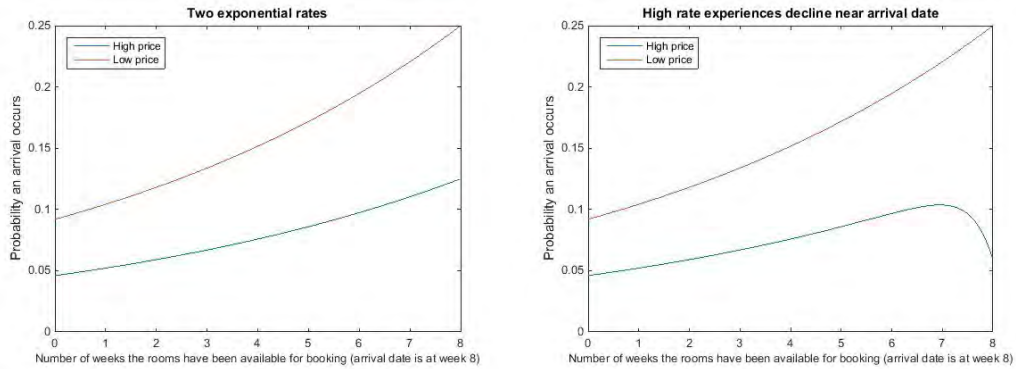 Two exponential rates
High price
Low price
0.25
0.2
0.15
0.1
0.05
0
Probability an arrival occurs
0 1 2 3 4 5 6 7 8
Number of weeks the rooms have been available for booking (arrival date is at week 8)
High rate experiences decline near arrival date
High price
Low price
0.25
0.2
0.15
0.1
0.05
0
Probability an arrival occurs
0 1 2 3 4 5 6 7 8
Number of weeks the rooms have been available for booking (arrival date is at week 8)